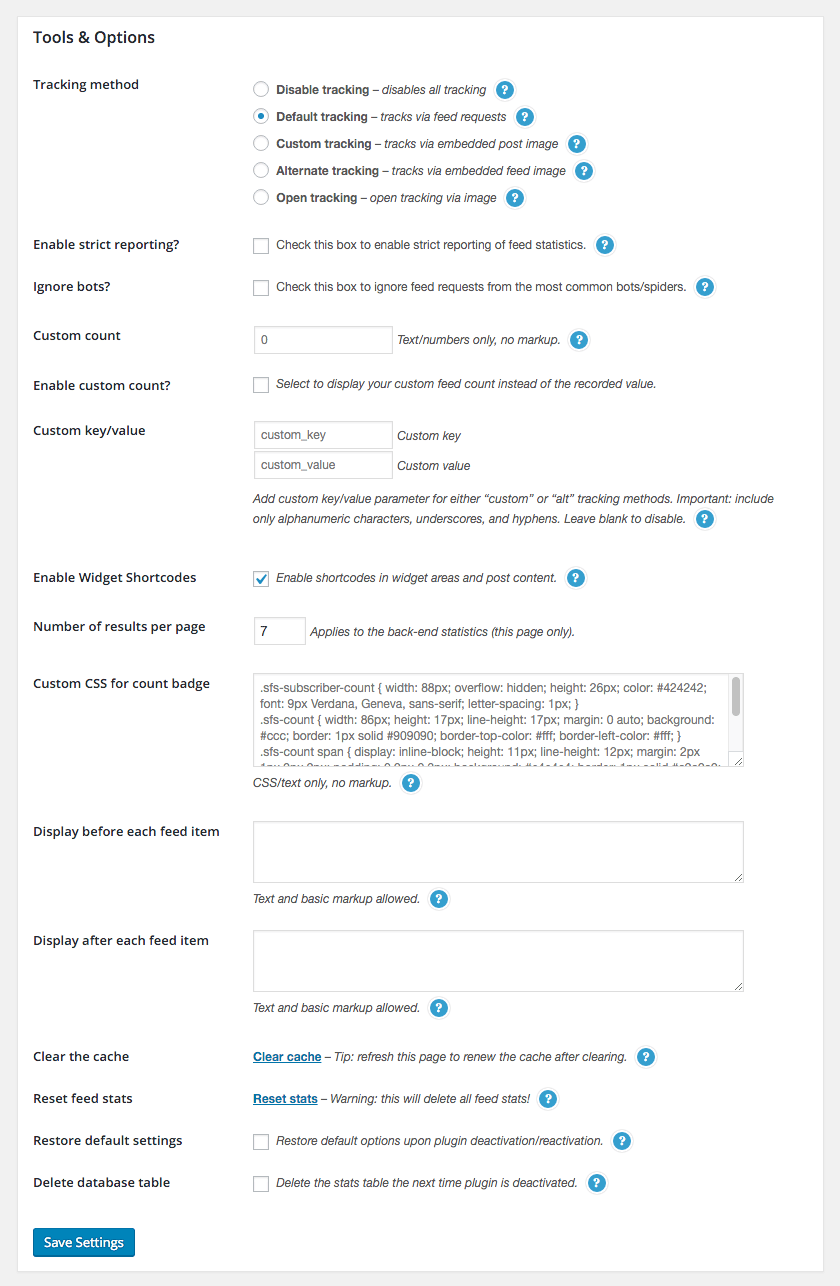 Tools & Options
Tracking method
Disable tracking – disables all tracking ?
Default tracking – tracks via feed requests ?
Custom tracking – tracks via embedded post image ?
Alternate tracking – tracks via embedded feed image ?
Open tracking – open tracking via image ?
Enable strict reporting? Check this box to enable strict reporting of feed statistics. ?
Ignore bots? Check this box to ignore feed requests from the most common bots/spiders. ?
Custom count 0 Text/numbers only, no markup. ?
Enable custom count? Select to display your custom feed count instead of the recorded value.
Custom key/value custom_key Custom key
custom_value Custom value
Add custom key/value parameter for either “custom” or “alt” tracking methods. Important: include
only alphanumeric characters, underscores, and hyphens. Leave blank to disable. ?
Enable Widget Shortcodes Enable shortcodes in widget areas and post content. ?
Number of results per page 7 Applies to the back-end statistics (this page only).
Custom CSS for count badge .sfs-subscriber-count { width: 88px; overflow: hidden; height: 26px; color: #424242;
font: 9px Verdana, Geneva, sans-serif; letter-spacing: 1px; }
.sfs-count { width: 86px; height: 17px; line-height: 17px; margin: 0 auto; background:
#ccc; border: 1px solid #909090; border-top-color: #fff; border-left-color: #fff; }
.sfs-count span { display: inline-block; height: 11px; line-height: 12px; margin: 2px
CSS/text only, no markup. ?
Display before each feed item
Text and basic markup allowed. ?
Display after each feed item
Text and basic markup allowed. ?
Clear the cache Clear cache – Tip: refresh this page to renew the cache after clearing. ?
Reset feed stats Reset stats – Warning: this will delete all feed stats! ?
Restore default settings Restore default options upon plugin deactivation/reactivation. ?
Delete database table Delete the stats table the next time plugin is deactivated. ?
Save Settings